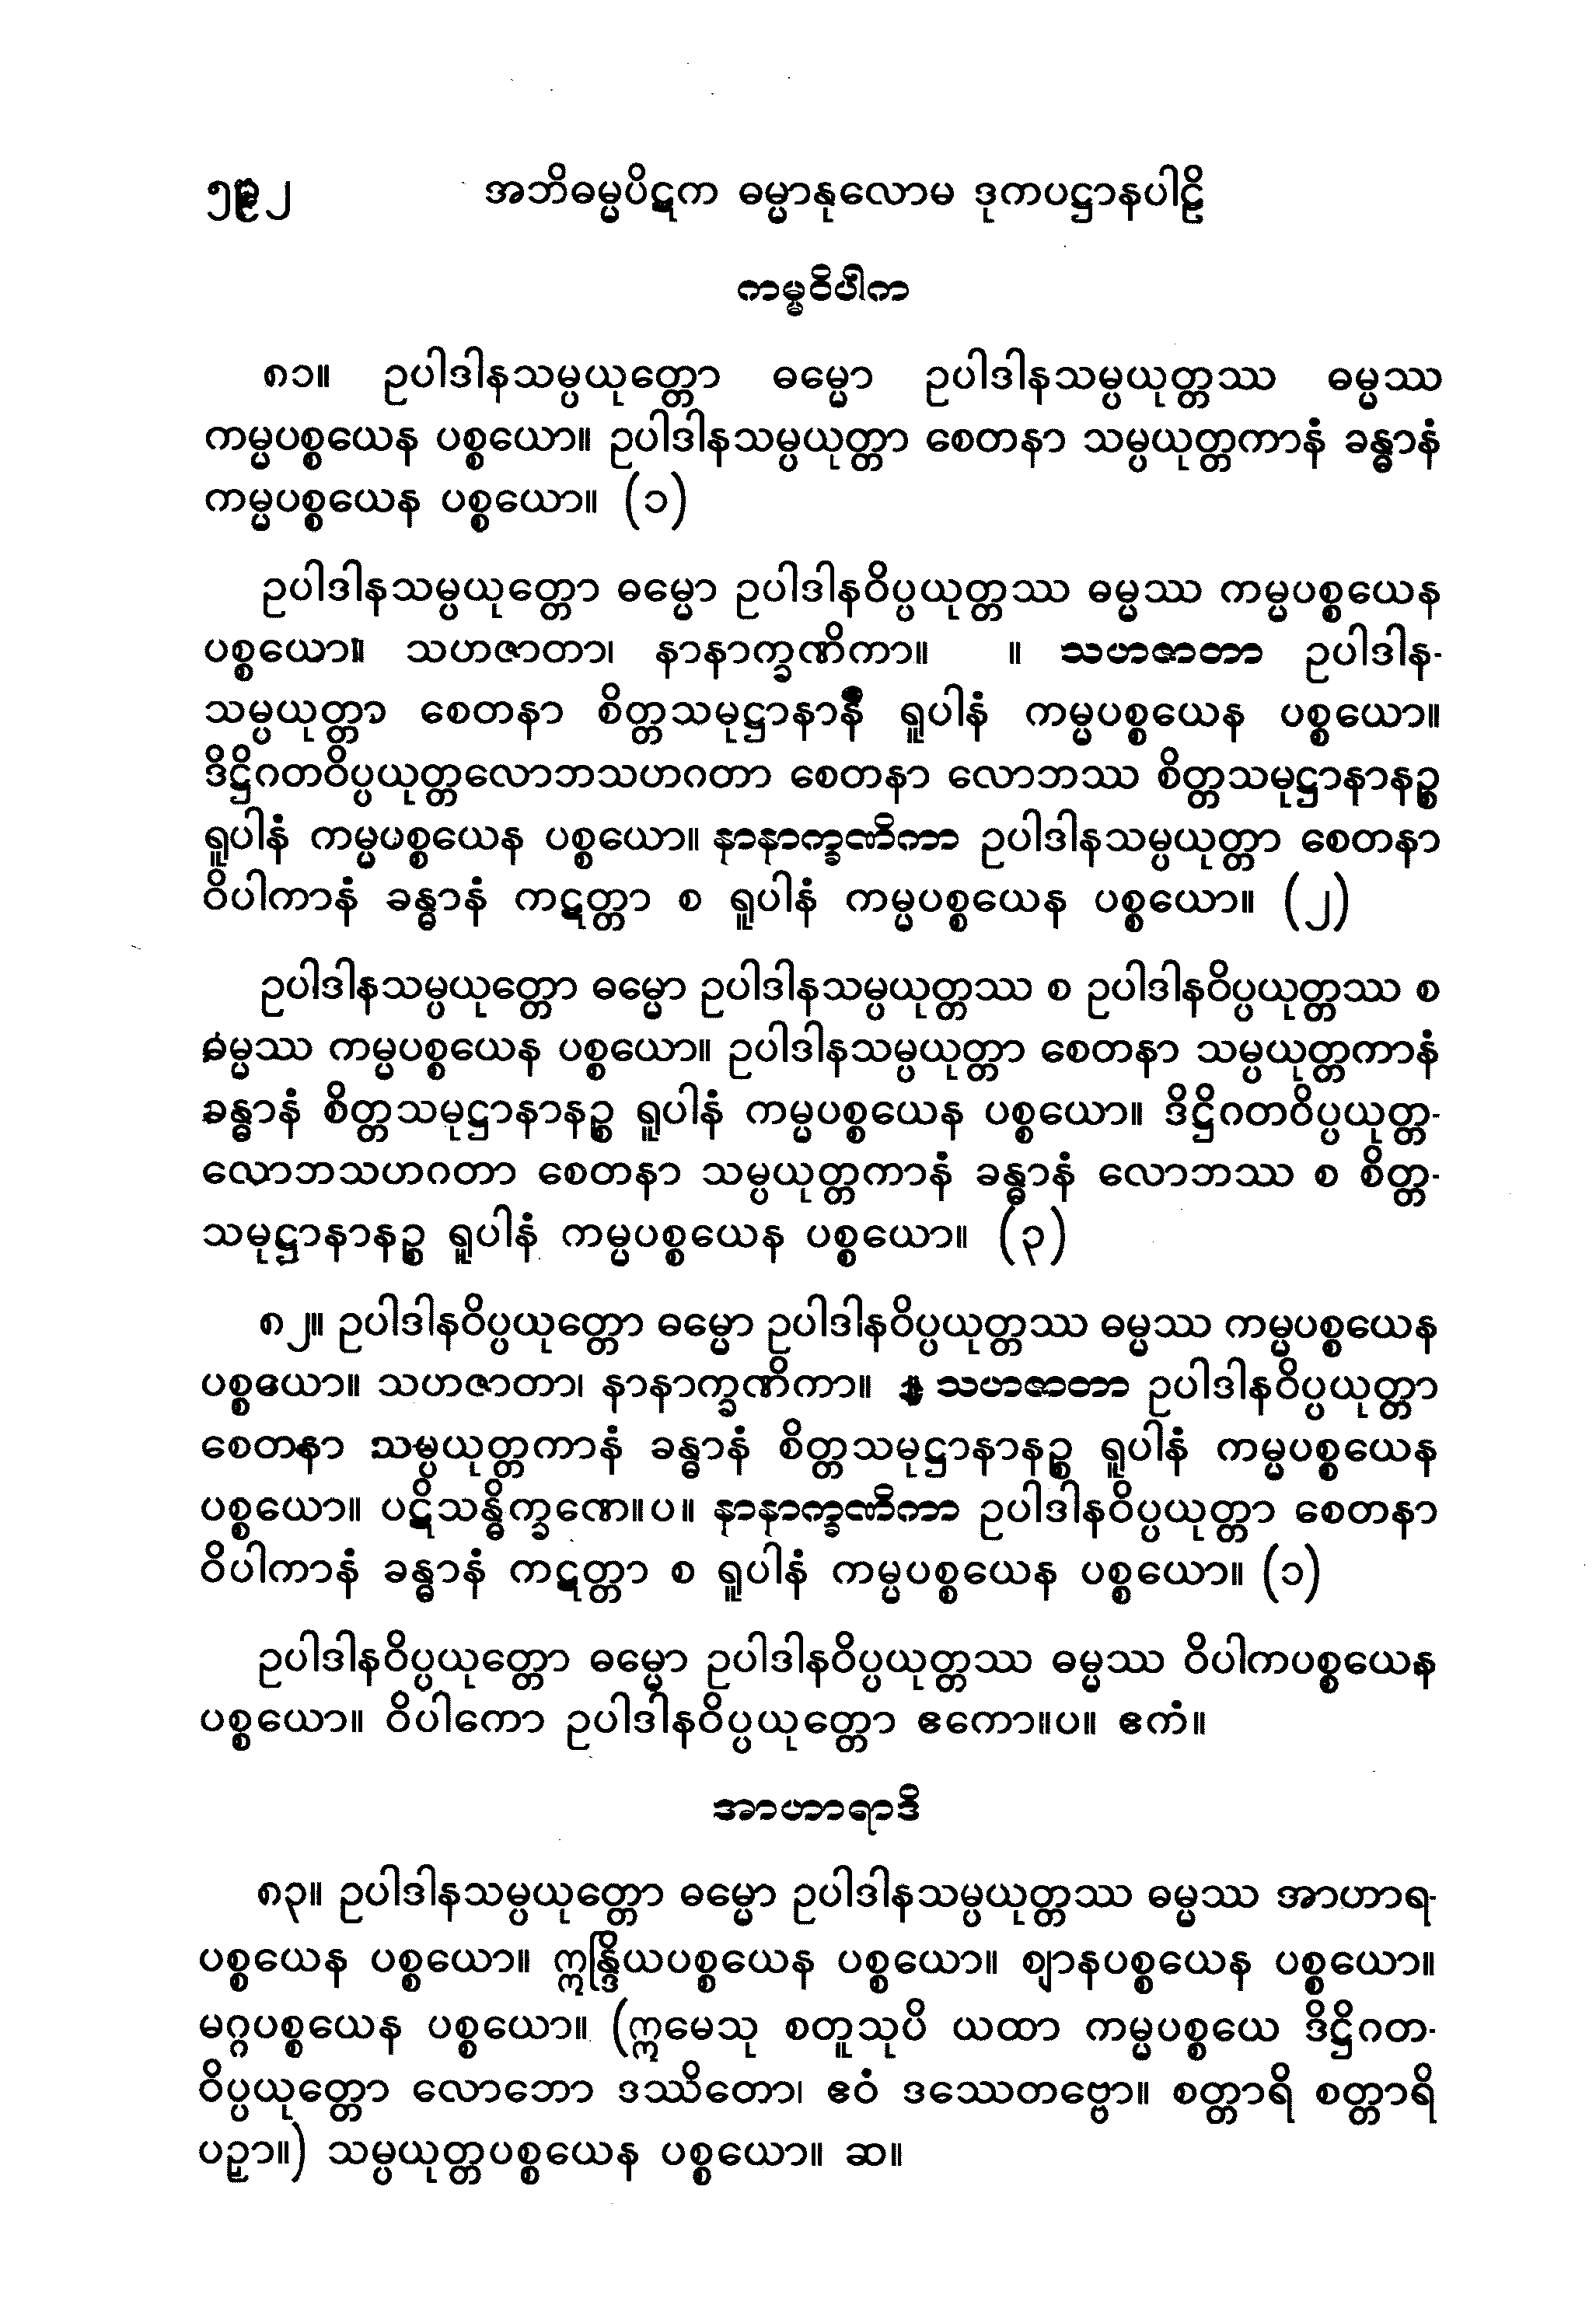 အဘိဓမ္မပိဋက ဓမ္မာနုလောမ ဒုကပဋ္ဌာနပါဠိ
ကမ္မဝိပါက
၈၁။ ဥပါဒါနသမ္ပယုတ္တော ဓမ္မော ဥပါဒါနသမ္ပယုတ္တဿ ဓမ္မဿ
ကမ္မပစ္စယေန ပစ္စယော။ ဥပါဒါနသမ္ပယုတ္တာ စေတနာ သမ္ပယုတ္တကာနံ ခန္ဓာနံ
ကမ္မပစ္စယေန ပစ္စယော။ (၁)
ဥပါဒါနသမ္ပယုတ္တော ဓမ္မော ဥပါဒါနဝိပ္ပယုတ္တဿ ဓမ္မဿ ကမ္မပစ္စယေန
ပစ္စယော။ သဟဇာတာ၊ နာနာက္ခဏိကာ။ ။ သဟဇာတာ ဥပါဒါန-
သမ္ပယုတ္တာ စေတနာ စိတ္တသမုဋ္ဌာနာနံ ရူပါနံ ကမ္မပစ္စယေန ပစ္စယော။
ဒိဋ္ဌိဂတဝိပ္ပယုတ္တလောဘသဟဂတာ စေတနာ လောဘဿ စိတ္တသမုဋ္ဌာနာနဉ္စ
ရူပါနံ ကမ္မပစ္စယေန ပစ္စယော။ နာနာက္ခဏိကာ ဥပါဒါနသမ္ပယုတ္တာ စေတနာ
ဝိပါကာနံ ခန္ဓာနံ ကဋတ္တာ စ ရူပါနံ ကမ္မပစ္စယေန ပစ္စယော။ (၂)
ဥပါဒါနသမ္ပယုတ္တော ဓမ္မော ဥပါဒါနသမ္ပယုတ္တဿ စ ဥပါဒါနဝိပ္ပယုတ္တဿ စ
ဓမ္မဿ ကမ္မပစ္စယေန ပစ္စယော။ ဥပါဒါနသမ္ပယုတ္တာ စေတနာ သမ္ပယုတ္တကာနံ
ခန္ဓာနံ စိတ္တသမုဋ္ဌာနာနဉ္စ ရူပါနံ ကမ္မပစ္စယေန ပစ္စယော။ ဒိဋ္ဌိဂတဝိပ္ပယုတ္တ-
လောဘသဟဂတာ စေတနာ သမ္ပယုတ္တကာနံ ခန္ဓာနံ လောဘဿ စ စိတ္တ-
သမုဋ္ဌာနာနဉ္စ ရူပါနံ ကမ္မပစ္စယေန ပစ္စယော။ (၃)
၈၂။ ဥပါဒါနဝိပ္ပယုတ္တော ဓမ္မော ဥပါဒါနဝိပ္ပယုတ္တဿ ဓမ္မဿ ကမ္မပစ္စယေန
ပစ္စယော။ သဟဇာတာ၊ နာနာက္ခဏိကာ။ ။ သဟဇာတာ ဥပါဒါနဝိပ္ပယုတ္တာ
စေတနာ သမ္ပယုတ္တကာနံ ခန္ဓာနံ စိတ္တသမုဋ္ဌာနာနဉ္စ ရူပါနံ ကမ္မပစ္စယေန
ပစ္စယော။ ပဋိသန္ဓိက္ခဏေ။ပ။ နာနာက္ခဏိကာ ဥပါဒါနဝိပ္ပယုတ္တာ စေတနာ
ဝိပါကာနံ ခန္ဓာနံ ကဋတ္တာ စ ရူပါနံ ကမ္မပစ္စယေန ပစ္စယော။ (၁)
ဥပါဒါနဝိပ္ပယုတ္တော ဓမ္မော ဥပါဒါနဝိပ္ပယုတ္တဿ ဓမ္မဿ ဝိပါကပစ္စယေန
ပစ္စယော။ ဝိပါကော ဥပါဒါနဝိပ္ပယုတ္တော ဧကော။ပ။ ဧကံ။
အာဟာရာဒိ
၈၃။ ဥပါဒါနသမ္ပယုတ္တော ဓမ္မော ဥပါဒါနသမ္ပယုတ္တဿ ဓမ္မဿ အာဟာရ-
ပစ္စယေန ပစ္စယော။ ဣန္ဒြိယပစ္စယေန ပစ္စယော။ ဈာနပစ္စယေန ပစ္စယော။
မဂ္ဂပစ္စယေန ပစ္စယော။ (ဣမေသု စတူသုပိ ယထာ ကမ္မပစ္စယေ ဒိဋ္ဌိဂတ-
ဝိပ္ပယုတ္တော လောဘော ဒဿိတော၊ ဧဝံ ဒဿေတဗ္ဗော။ စတ္တာရိ စတ္တာရိ
ပဉှာ။) သမ္ပယုတ္တပစ္စယေန ပစ္စယော။ ဆ။